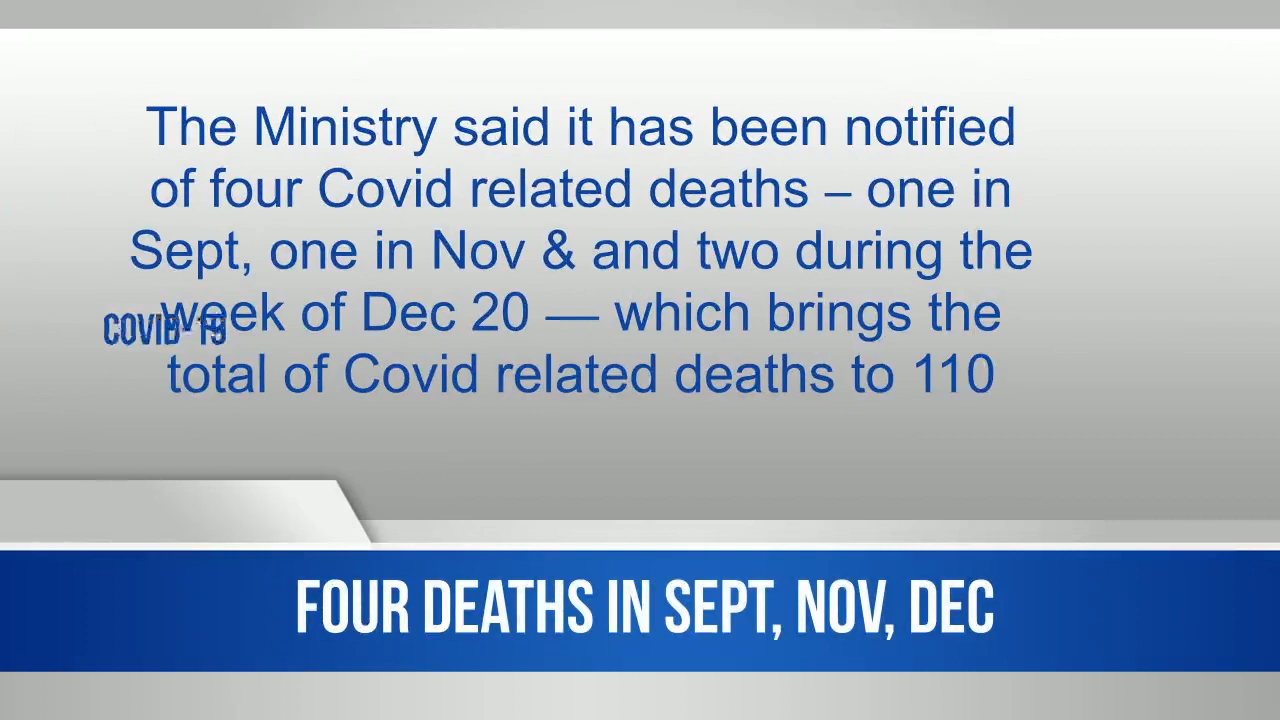 The Ministry said it has been notified
of four Covid related deaths – one in
Sept, one in Nov & and two during the
week of Dec 20 — which brings the
COVID-19
total of Covid related deaths to 110
FOUR DEATHS IN SEPT, NOV, DEC